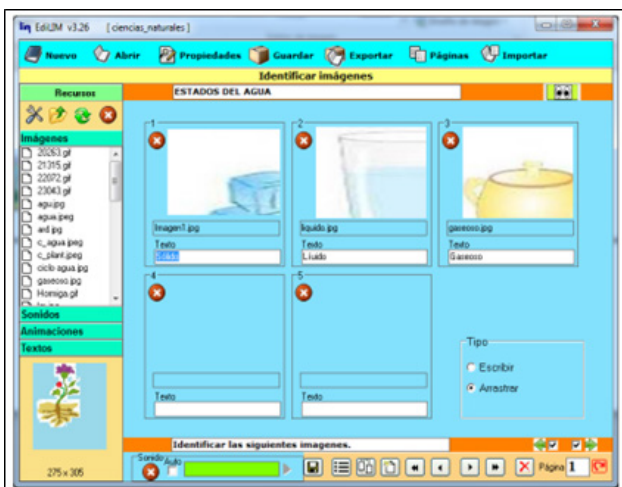 EdiLIM v3.26 [ciencias_naturales]
Nuevo Abrir Propiedades Guardar Exportar Páginas Importar
Identificar imágenes
Recursos
ESTADOS DEL AGUA
Imágenes
20263.gif
21315.gif
22072.gif
23043.gif
agu.jpg
agua.jpeg
ard.jpg
c_agua.jpeg
c_plant.jpeg
ciclo agua.jpg
gaseoso.jpg
Hormiga.gif
Sonidos
Animaciones
Textos
275 x 305
1
Imagen1.jpg
Texto
Sólido
2
liquido.jpg
Texto
Líuido
3
gaseoso.jpg
Texto
Gaseoso
4
Texto
5
Texto
Tipo
Escribir
Arrastrar
Identificar las siguientes imagenes.
Sonido
Auto
Página 1